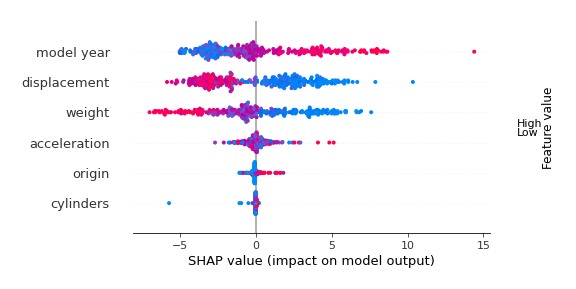 model year
displacement
weight
acceleration
origin
cylinders
−5 0 5 10 15
SHAP value (impact on model output)
High
Low
Feature value